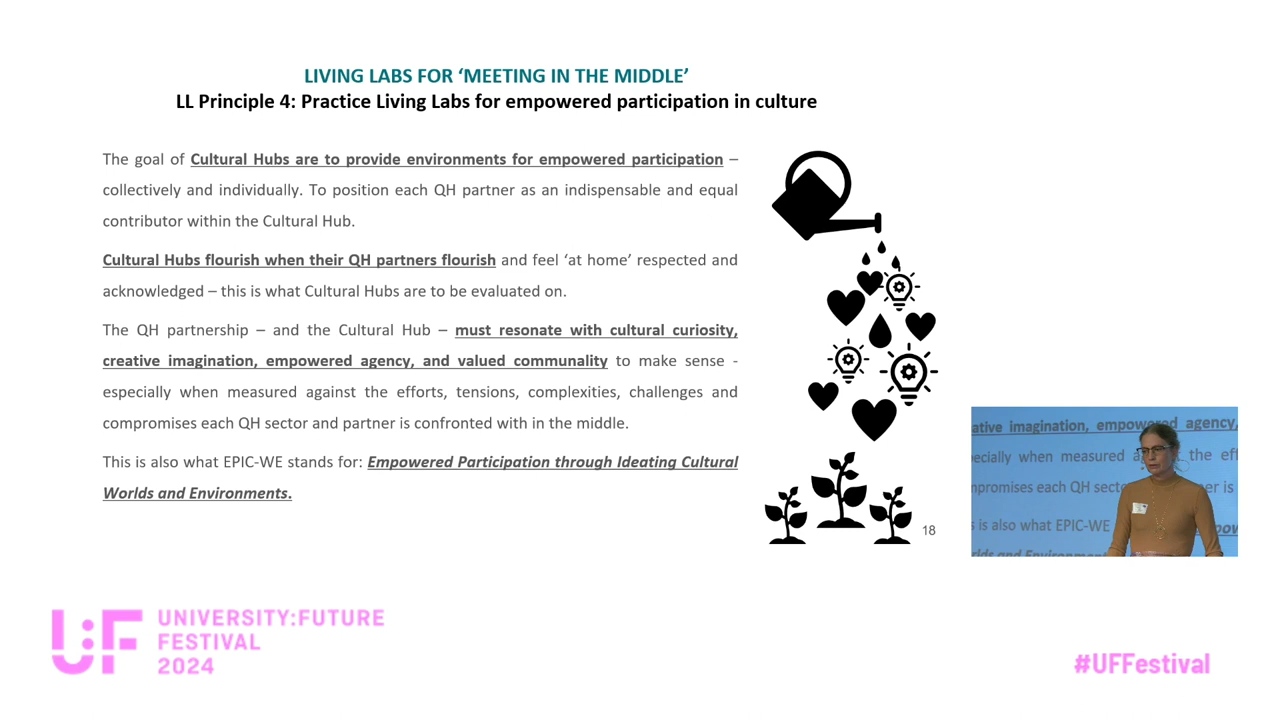 LIVING LABS FOR ‘MEETING IN THE MIDDLE’
LL Principle 4: Practice Living Labs for empowered participation in culture
The goal of Cultural Hubs are to provide environments for empowered participation –
collectively and individually. To position each QH partner as an indispensable and equal
contributor within the Cultural Hub.
Cultural Hubs flourish when their QH partners flourish and feel ‘at home’ respected and
acknowledged – this is what Cultural Hubs are to be evaluated on.
The QH partnership – and the Cultural Hub – must resonate with cultural curiosity,
creative imagination, empowered agency, and valued communality to make sense -
especially when measured against the efforts, tensions, complexities, challenges and
compromises each QH sector and partner is confronted with in the middle.
This is also what EPIC-WE stands for: Empowered Participation through Ideating Cultural
Worlds and Environments.
18
ative imagination, empowered agency,
ecially when measured the eff
npromises each QH er is
is also what EPIC-WE
U:F
UNIVERSITY:FUTURE
FESTIVAL
2024
#UFFestival